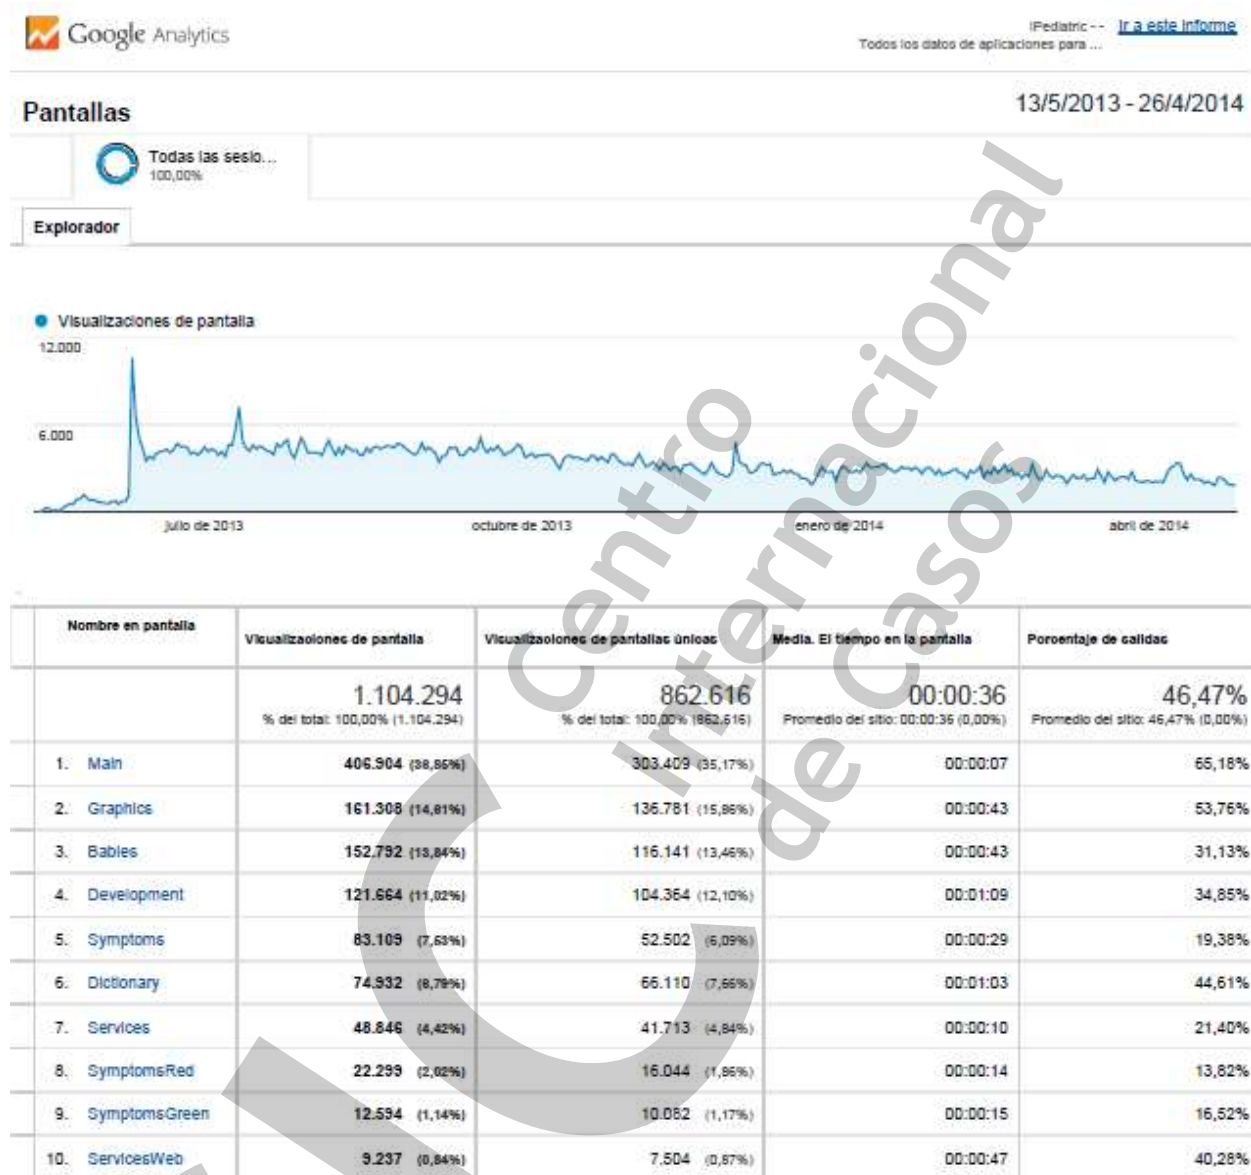 Google Analytics
iPediatric - - Ir a este informe
Todos los datos de aplicaciones para ...
Pantallas
13/5/2013 - 26/4/2014
Todas las sesio...
100,00%
Explorador
Visualizaciones de pantalla
12.000
6.000
julio de 2013 octubre de 2013 enero de 2014 abril de 2014
Nombre en pantalla Visualizaciones de pantalla Visualizaciones de pantallas únicas Media. El tiempo en la pantalla Porcentaje de salidas
1.104.294 862.616 00:00:36 46,47%
% del total: 100,00% (1.104.294) % del total: 100,00% (862.616) Promedio del sitio: 00:00:36 (0,00%) Promedio del sitio: 46,47% (0,00%)
1. Main 406.904 (36,85%) 303.409 (35,17%) 00:00:07 65,18%
2. Graphics 161.308 (14,61%) 136.781 (15,86%) 00:00:43 53,76%
3. Babies 152.792 (13,84%) 116.141 (13,46%) 00:00:43 31,13%
4. Development 121.664 (11,02%) 104.364 (12,10%) 00:01:09 34,85%
5. Symptoms 83.109 (7,53%) 52.502 (6,09%) 00:00:29 19,38%
6. Dictionary 74.932 (6,79%) 66.110 (7,66%) 00:01:03 44,61%
7. Services 48.846 (4,42%) 41.713 (4,84%) 00:00:10 21,40%
8. SymptomsRed 22.299 (2,02%) 16.044 (1,86%) 00:00:14 13,82%
9. SymptomsGreen 12.594 (1,14%) 10.082 (1,17%) 00:00:15 16,52%
10. ServicesWeb 9.237 (0,84%) 7.504 (0,87%) 00:00:47 40,28%
Centro
Internacional
de Casos